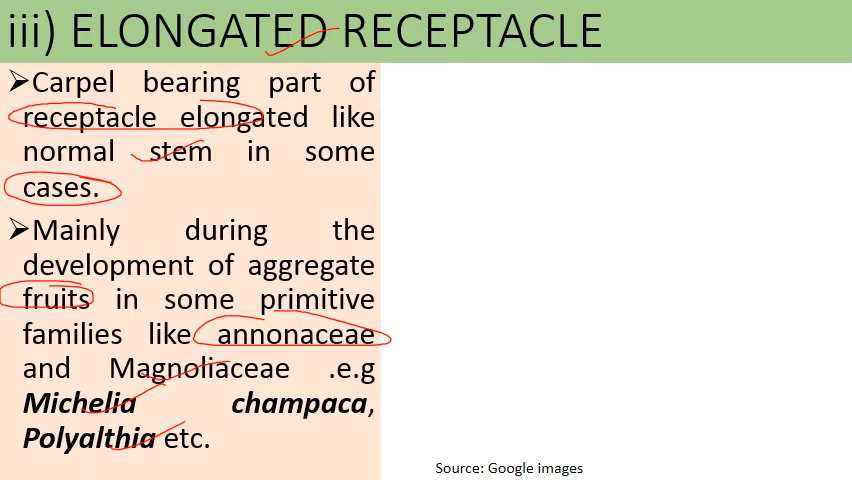 iii) ELONGATED RECEPTACLE
➢Carpel bearing part of
receptacle elongated like
normal stem in some
cases.
➢Mainly during the
development of aggregate
fruits in some primitive
families like annonaceae
and Magnoliaceae .e.g
Michelia champaca,
Polyalthia etc.
Source: Google images